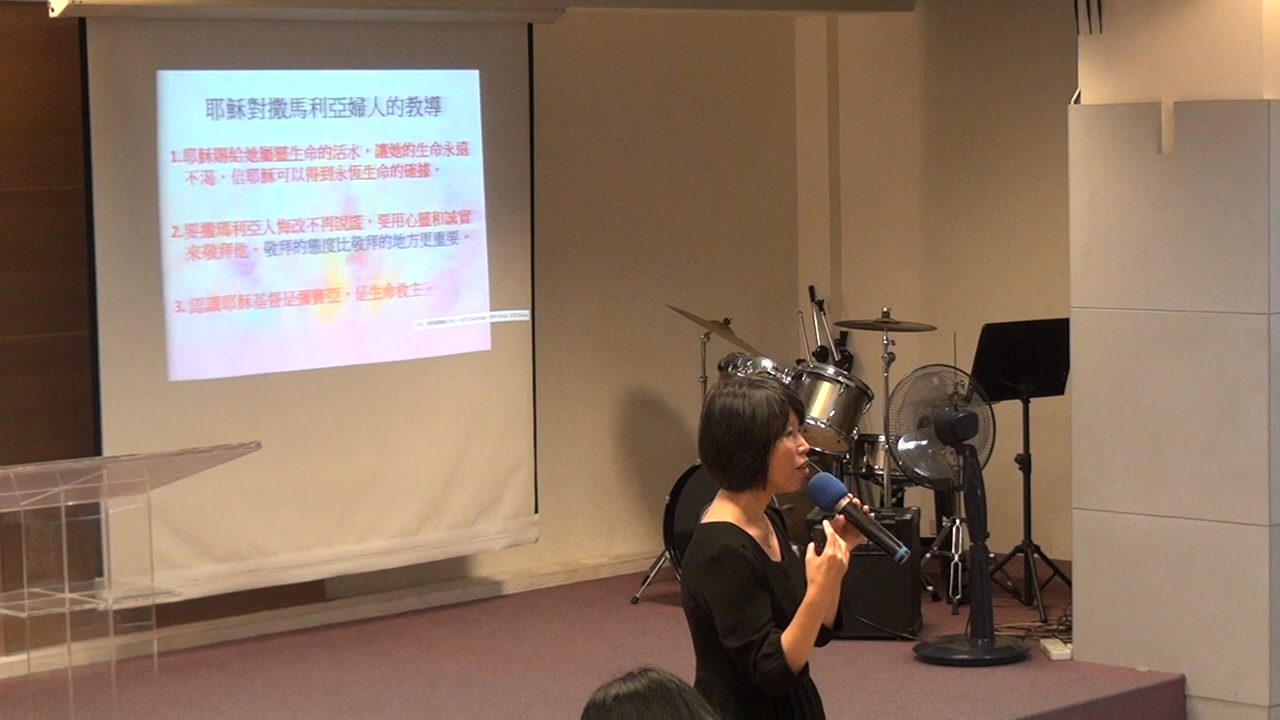 耶穌對撒馬利亞婦人的教導
1.耶穌賜給她屬靈生命的活水，讓她的生命永遠
不渴。信耶穌可以得到永恆生命的確據。
2.要撒瑪利亞人悔改不再說謊，要用心靈和誠實
來敬拜他。敬拜的態度比敬拜的地方更重要。
3. 認識耶穌基督是彌賽亞，是生命救主。